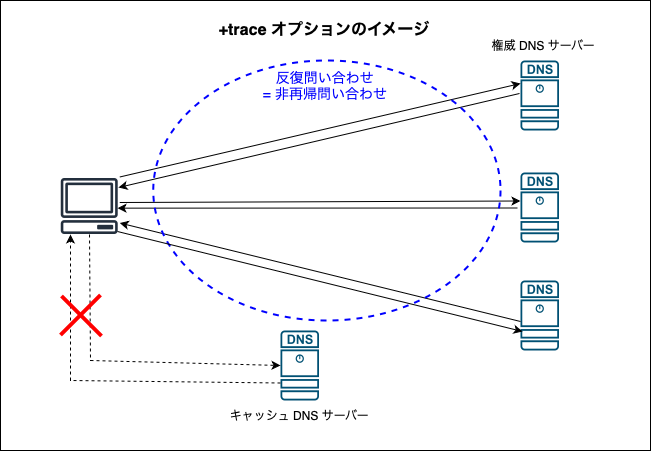 +trace オプションのイメージ
権威 DNS サーバー
DNS
反復問い合わせ
= 非再帰問い合わせ
DNS
DNS
DNS
キャッシュ DNS サーバー